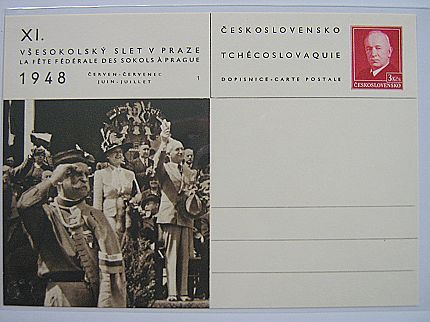 XI.
VŠESOKOLSKÝ SLET V PRAZE
LA FÊTE FÉDÉRALE DES SOKOLS À PRAGUE
1948
ČERVEN-ČERVENEC
JUIN-JUILLET
1
ČESKOSLOVENSKO
TCHÉCOSLOVAQUIE
DOPISNICE-CARTE POSTALE
3Kčs
ČESKOSLOVENSKO